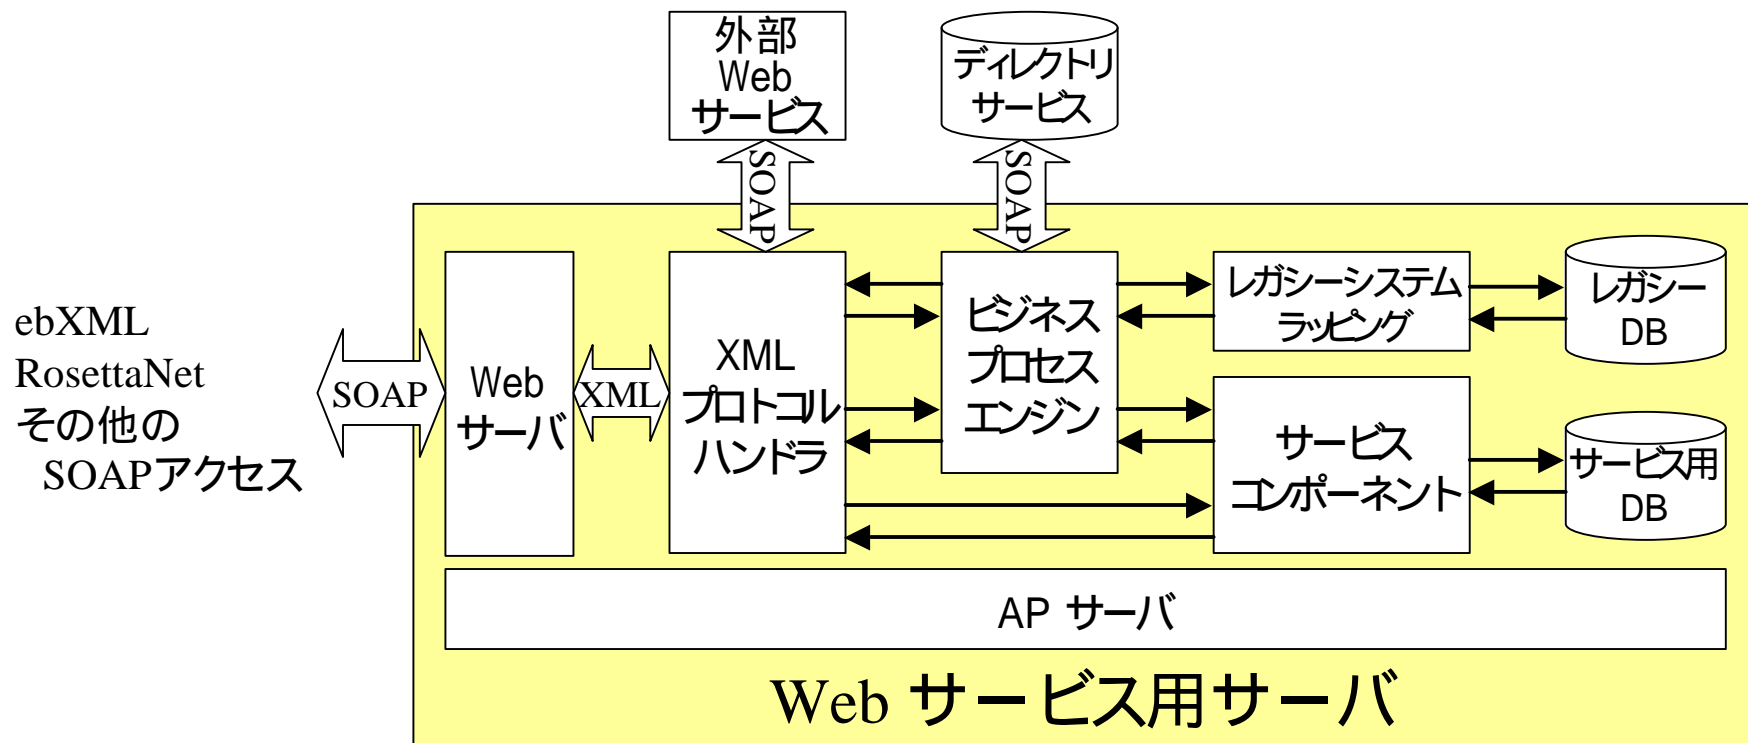 外部
Web
サービス
ディレクトリ
サービス
SOAP
SOAP
ebXML
RosettaNet
その他の
SOAPアクセス
SOAP
Web
サーバ
XML
XML
プロトコル
ハンドラ
ビジネス
プロセス
エンジン
レガシーシステム
ラッピング
レガシー
DB
サービス
コンポーネント
サービス用
DB
AP サーバ
Web サービス用サーバ